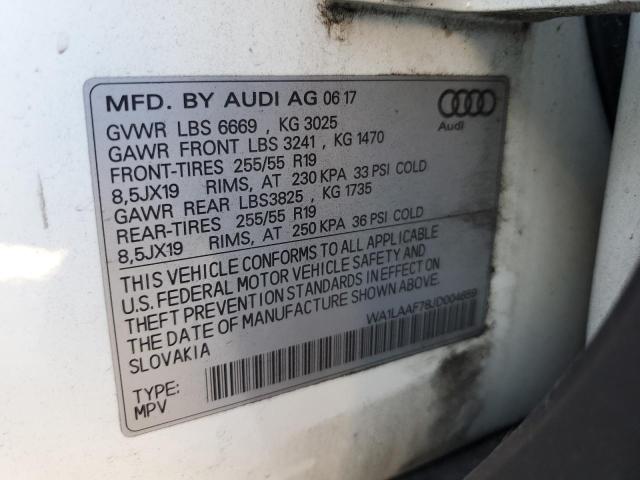 MFD. BY AUDI AG 06 17
GVWR LBS 6669 , KG 3025
GAWR FRONT LBS 3241 , KG 1470
FRONT-TIRES 255/55 R19
8,5JX19 RIMS, AT 230 KPA 33 PSI COLD
GAWR REAR LBS3825 , KG 1735
REAR-TIRES 255/55 R19
8,5JX19 RIMS, AT 250 KPA 36 PSI COLD
THIS VEHICLE CONFORMS TO ALL APPLICABLE
U.S. FEDERAL MOTOR VEHICLE SAFETY AND
THEFT PREVENTION STANDARDS IN EFFECT ON
THE DATE OF MANUFACTURE SHOWN ABOVE.
SLOVAKIA
WA1LAAF78JD004659
TYPE:
MPV
Audi